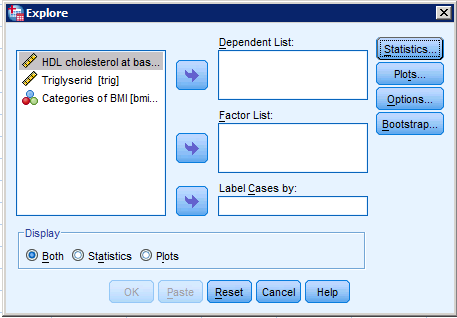 Explore
HDL cholesterol at bas...
Triglyserid [trig]
Categories of BMI [bmi...
Dependent List:
Factor List:
Label Cases by:
Statistics...
Plots...
Options...
Bootstrap...
Display
Both Statistics Plots
OK Paste Reset Cancel Help